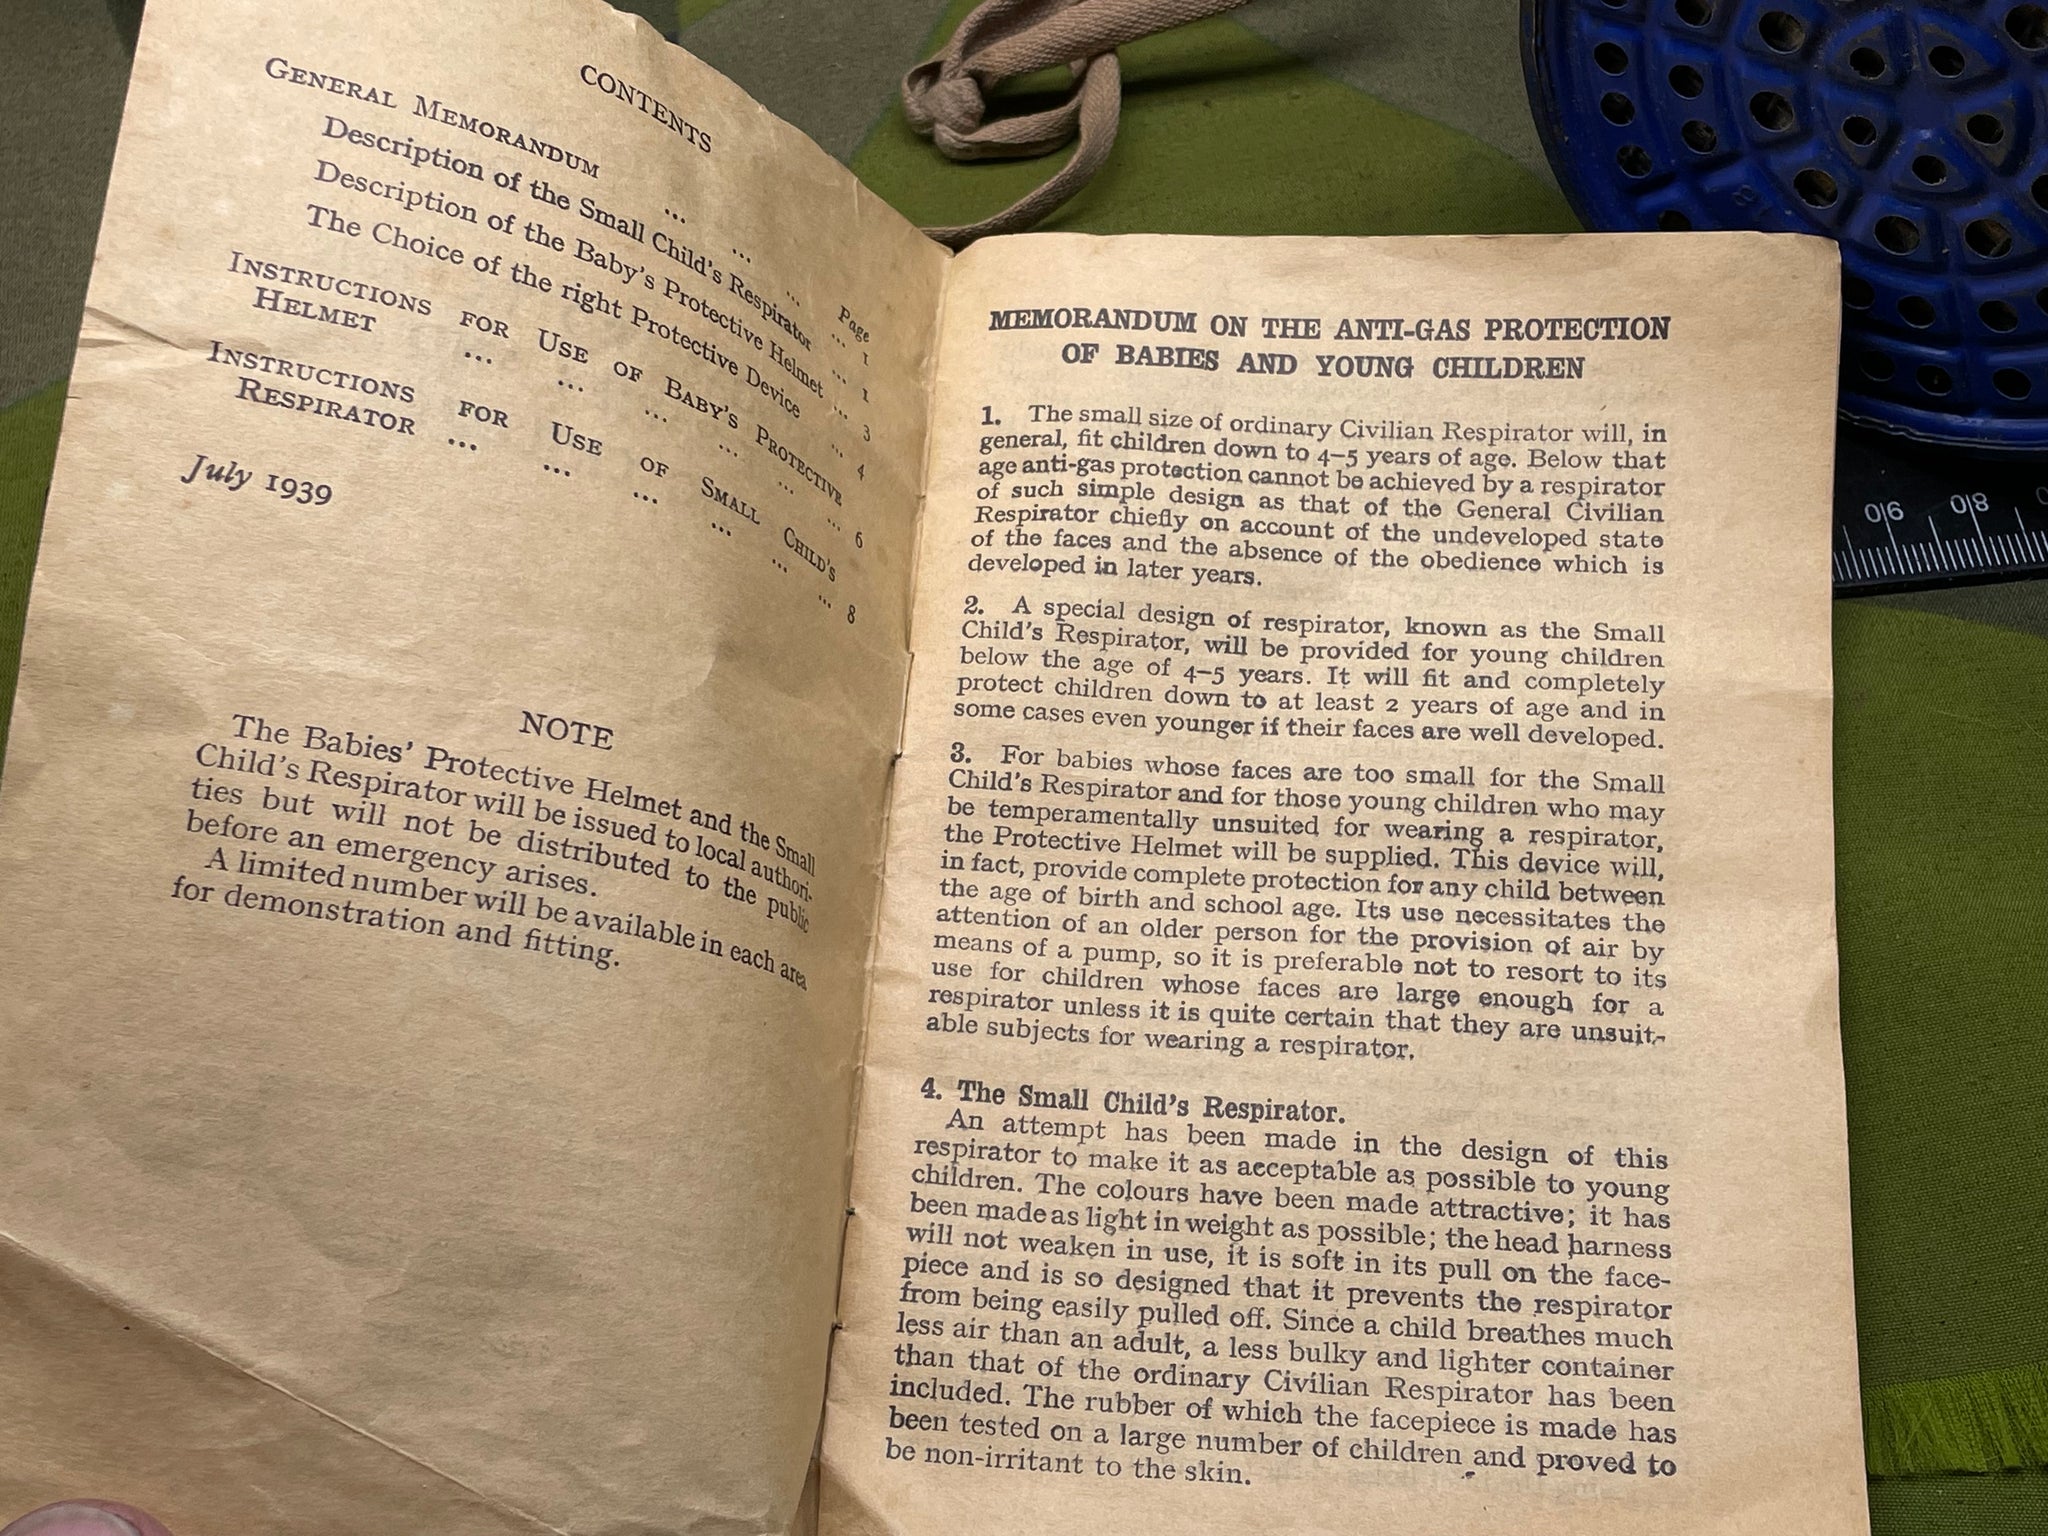 CONTENTS
Page
GENERAL MEMORANDUM ... ... ... ... 1
Description of the Small Child's Respirator ... 1
Description of the Baby's Protective Helmet ... 3
The Choice of the right Protective Device ... 4
INSTRUCTIONS FOR USE OF BABY'S PROTECTIVE
HELMET ... ... ... ... ... ... 6
INSTRUCTIONS FOR USE OF SMALL CHILD'S
RESPIRATOR ... ... ... ... ... ... 8
July 1939
NOTE
The Babies' Protective Helmet and the Small
Child's Respirator will be issued to local authori-
ties but will not be distributed to the public
before an emergency arises.
A limited number will be available in each area
for demonstration and fitting.
MEMORANDUM ON THE ANTI-GAS PROTECTION
OF BABIES AND YOUNG CHILDREN
1. The small size of ordinary Civilian Respirator will, in
general, fit children down to 4–5 years of age. Below that
age anti-gas protection cannot be achieved by a respirator
of such simple design as that of the General Civilian
Respirator chiefly on account of the undeveloped state
of the faces and the absence of the obedience which is
developed in later years.
2. A special design of respirator, known as the Small
Child's Respirator, will be provided for young children
below the age of 4–5 years. It will fit and completely
protect children down to at least 2 years of age and in
some cases even younger if their faces are well developed.
3. For babies whose faces are too small for the Small
Child's Respirator and for those young children who may
be temperamentally unsuited for wearing a respirator,
the Protective Helmet will be supplied. This device will,
in fact, provide complete protection for any child between
the age of birth and school age. Its use necessitates the
attention of an older person for the provision of air by
means of a pump, so it is preferable not to resort to its
use for children whose faces are large enough for a
respirator unless it is quite certain that they are unsuit-
able subjects for wearing a respirator.
4. The Small Child's Respirator.
An attempt has been made in the design of this
respirator to make it as acceptable as possible to young
children. The colours have been made attractive; it has
been made as light in weight as possible; the head harness
will not weaken in use, it is soft in its pull on the face-
piece and is so designed that it prevents the respirator
from being easily pulled off. Since a child breathes much
less air than an adult, a less bulky and lighter container
than that of the ordinary Civilian Respirator has been
included. The rubber of which the facepiece is made has
been tested on a large number of children and proved to
be non-irritant to the skin.
90 80